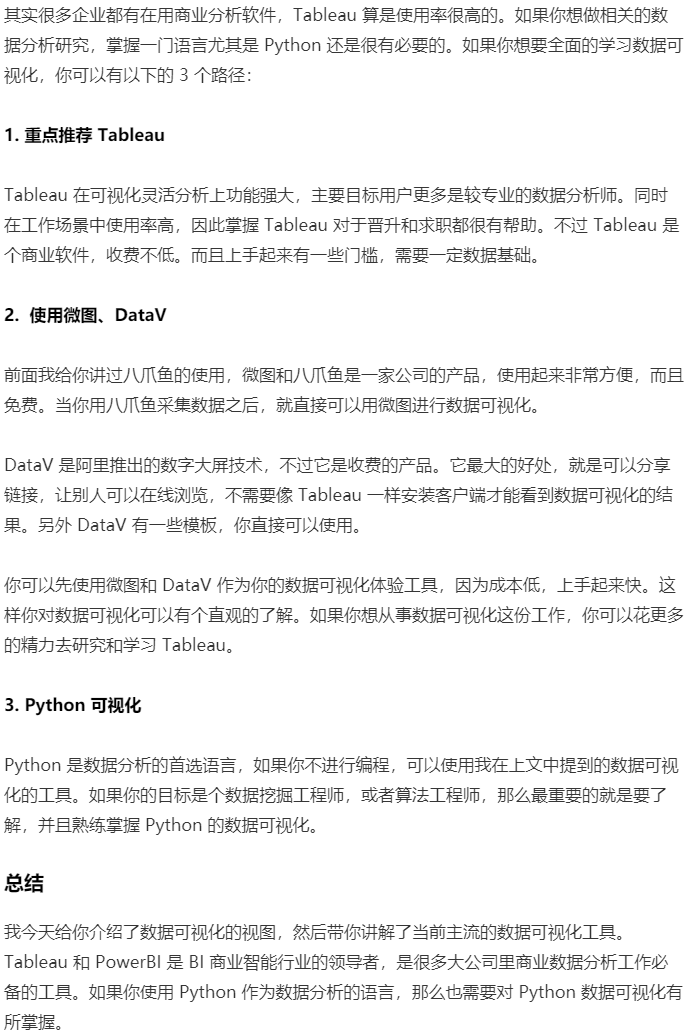 其实很多企业都有在用商业分析软件，Tableau 算是使用率很高的。如果你想做相关的数
据分析研究，掌握一门语言尤其是 Python 还是很有必要的。如果你想要全面的学习数据可
视化，你可以有以下的 3 个路径：
1. 重点推荐 Tableau
Tableau 在可视化灵活分析上功能强大，主要目标用户更多是较专业的数据分析师。同时
在工作场景中使用率高，因此掌握 Tableau 对于晋升和求职都很有帮助。不过 Tableau 是
个商业软件，收费不低。而且上手起来有一些门槛，需要一定数据基础。
2. 使用微图、DataV
前面我给你讲过八爪鱼的使用，微图和八爪鱼是一家公司的产品，使用起来非常方便，而且
免费。当你用八爪鱼采集数据之后，就直接可以用微图进行数据可视化。
DataV 是阿里推出的数字大屏技术，不过它是收费的产品。它最大的好处，就是可以分享
链接，让别人可以在线浏览，不需要像 Tableau 一样安装客户端才能看到数据可视化的结
果。另外 DataV 有一些模板，你直接可以使用。
你可以先使用微图和 DataV 作为你的数据可视化体验工具，因为成本低，上手起来快。这
样你对数据可视化可以有个直观的了解。如果你想从事数据可视化这份工作，你可以花更多
的精力去研究和学习 Tableau。
3. Python 可视化
Python 是数据分析的首选语言，如果你不进行编程，可以使用我在上文中提到的数据可视
化的工具。如果你的目标是个数据挖掘工程师，或者算法工程师，那么最重要的就是要了
解，并且熟练掌握 Python 的数据可视化。
总结
我今天给你介绍了数据可视化的视图，然后带你讲解了当前主流的数据可视化工具。
Tableau 和 PowerBI 是 BI 商业智能行业的领导者，是很多大公司里商业数据分析工作必
备的工具。如果你使用 Python 作为数据分析的语言，那么也需要对 Python 数据可视化有
所掌握。